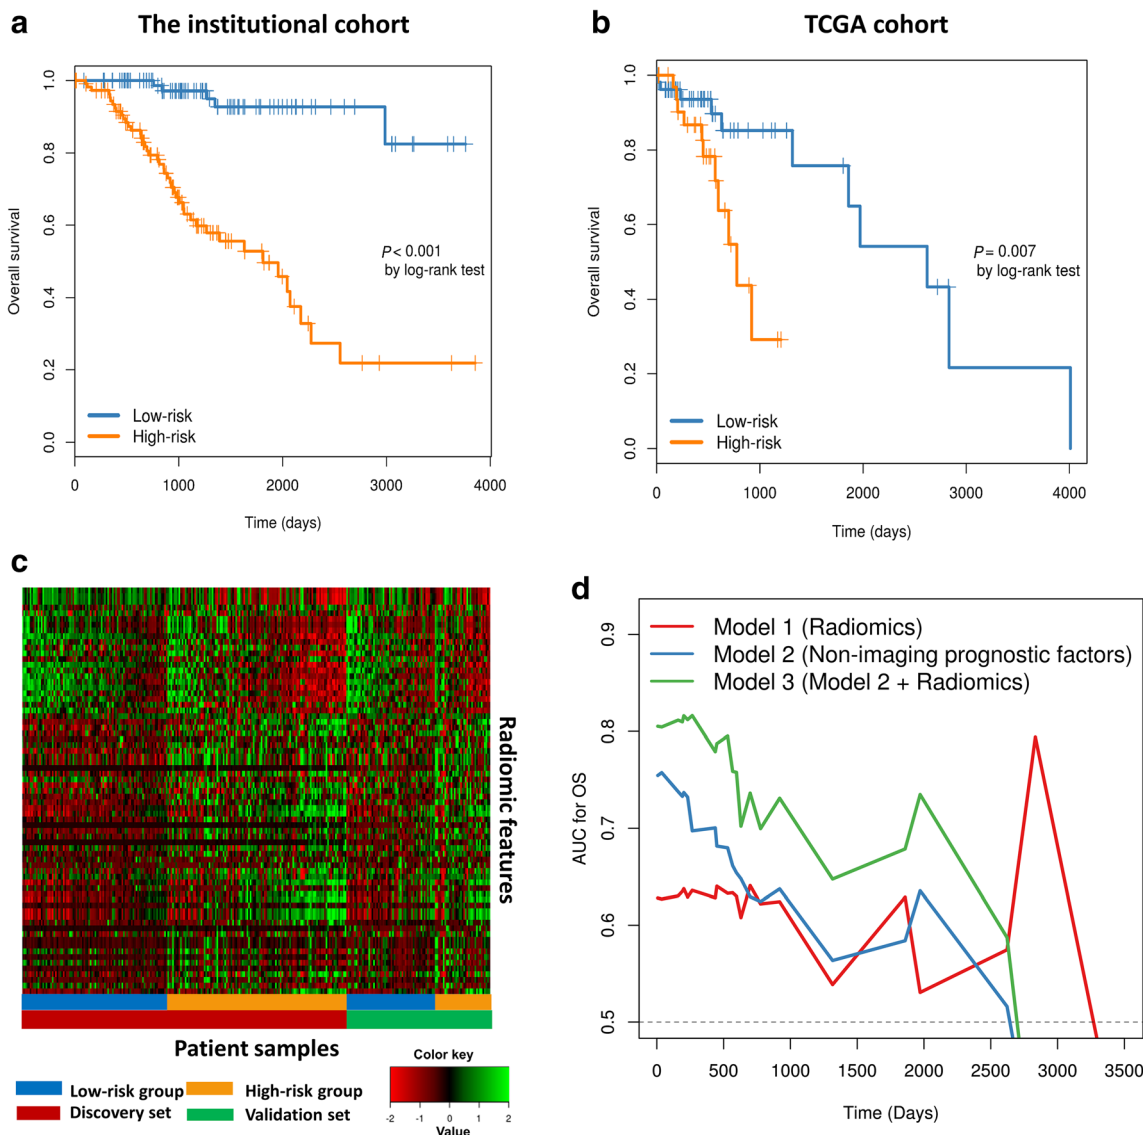 a
The institutional cohort
1.0
0.8
0.6
0.4
0.2
0.0
Overall survival
P < 0.001
by log-rank test
Low-risk
High-risk
0 1000 2000 3000 4000
Time (days)
b
TCGA cohort
1.0
0.8
0.6
0.4
0.2
0.0
Overall survival
P = 0.007
by log-rank test
Low-risk
High-risk
0 1000 2000 3000 4000
Time (days)
c
Radiomic features
Patient samples
Low-risk group
High-risk group
Discovery set
Validation set
Color key
-2 -1 0 1 2
Value
d
Model 1 (Radiomics)
Model 2 (Non-imaging prognostic factors)
Model 3 (Model 2 + Radiomics)
0.9
0.8
0.7
0.6
0.5
AUC for OS
0 500 1000 1500 2000 2500 3000 3500
Time (Days)